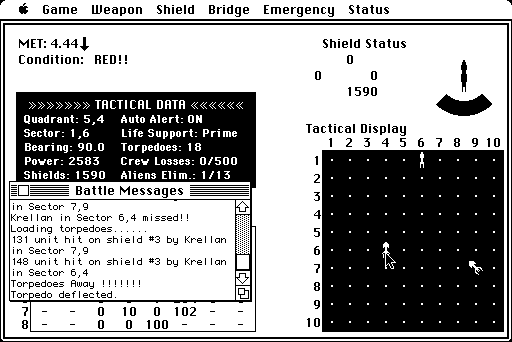 Game Weapon Shield Bridge Emergency Status
MET: 4.44
Condition: RED!!
Shield Status
0
0 0
1590
>>>>>>> TACTICAL DATA <<<<<<
Quadrant: 5,4 Auto Alert: ON
Sector: 1,6 Life Support: Prime
Bearing: 90.0 Torpedoes: 18
Power: 2583 Crew Losses: 0/500
Shields: 1590 Aliens Elim.: 1/13
Battle Messages
in Sector 7,9
Krellan in Sector 6,4 missed!!
Loading torpedoes......
131 unit hit on shield #3 by Krellan
in Sector 7,9
148 unit hit on shield #3 by Krellan
in Sector 6,4
Torpedoes Away !!!!!!!
Torpedo deflected.
7 - - 0 10 0 102 - -
8 - - 0 0 100 - - -
Tactical Display
1 2 3 4 5 6 7 8 9 10
1
2
3
4
5
6
7
8
9
10